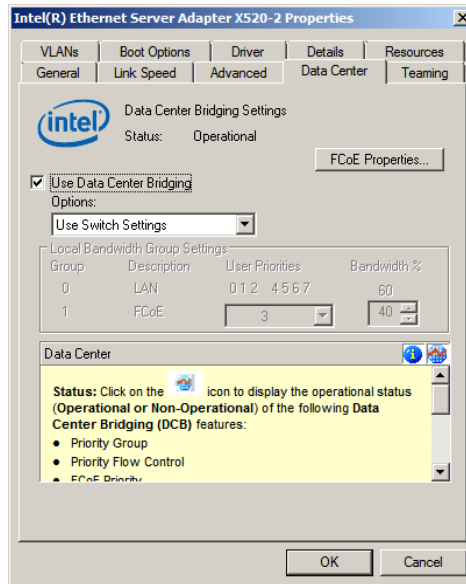 Intel(R) Ethernet Server Adapter X520-2 Properties
VLANs Boot Options Driver Details Resources
General Link Speed Advanced Data Center Teaming
intel
Data Center Bridging Settings
Status: Operational
FCoE Properties...
Use Data Center Bridging
Options:
Use Switch Settings
Local Bandwidth Group Settings
Group Description User Priorities Bandwidth %
0 LAN 0 1 2 4 5 6 7 60
1 FCoE 3 40
Data Center
Status: Click on the icon to display the operational status
(Operational or Non-Operational) of the following Data
Center Bridging (DCB) features:
• Priority Group
• Priority Flow Control
• FCoE Priority
OK Cancel